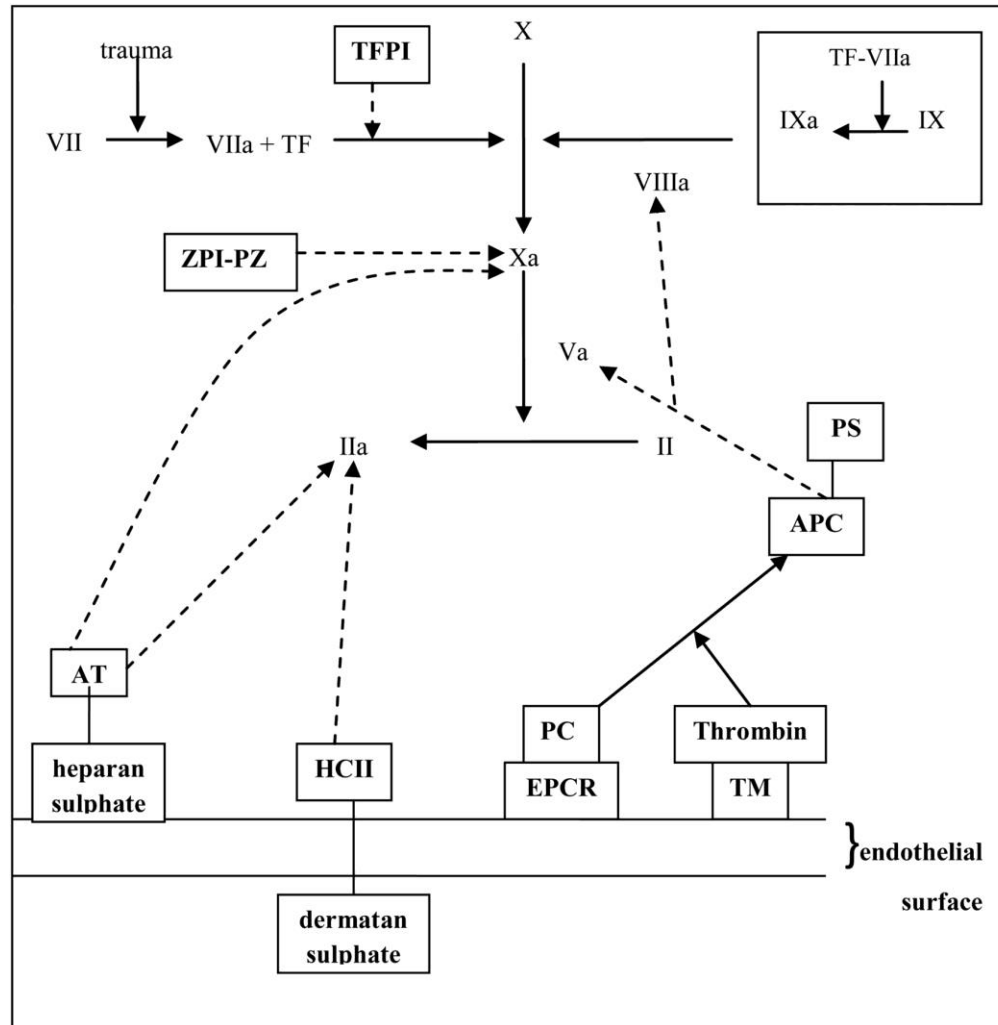 X
trauma
TFPI
TF-VIIa
VII
VIIa + TF
IXa
IX
VIIIa
ZPI-PZ
Xa
Va
PS
IIa
II
APC
AT
PC
Thrombin
heparan
sulphate
HCII
EPCR
TM
}endothelial
surface
dermatan
sulphate